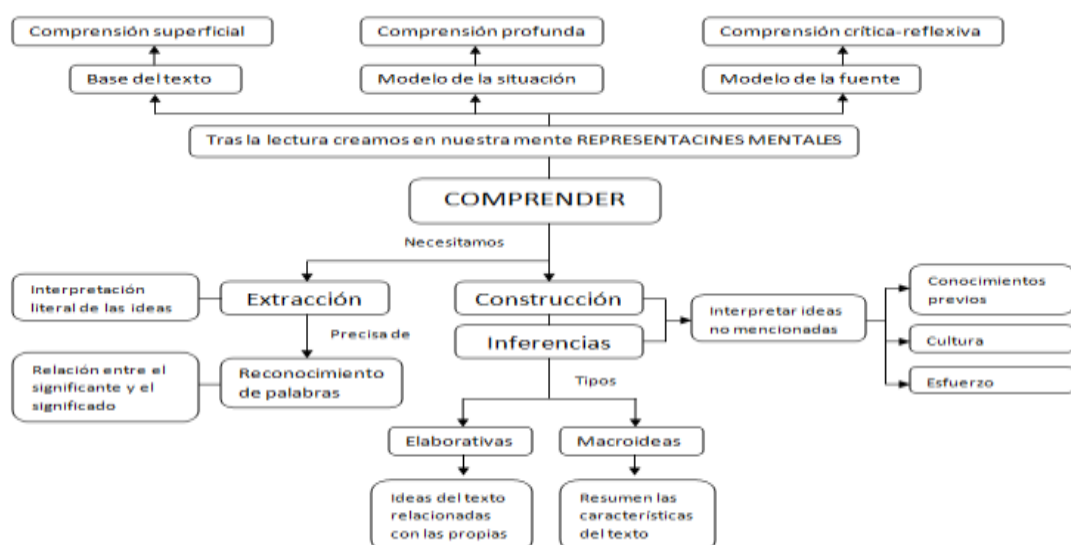 Comprensión superficial
Comprensión profunda
Comprensión crítica-reflexiva
Base del texto
Modelo de la situación
Modelo de la fuente
Tras la lectura creamos en nuestra mente REPRESENTACINES MENTALES
COMPRENDER
Necesitamos
Interpretación
literal de las ideas
Extracción
Construcción
Interpretar ideas
no mencionadas
Conocimientos
previos
Precisa de
Inferencias
Cultura
Relación entre el
significante y el
significado
Reconocimiento
de palabras
Tipos
Esfuerzo
Elaborativas
Macroideas
Ideas del texto
relacionadas
con las propias
Resumen las
características
del texto